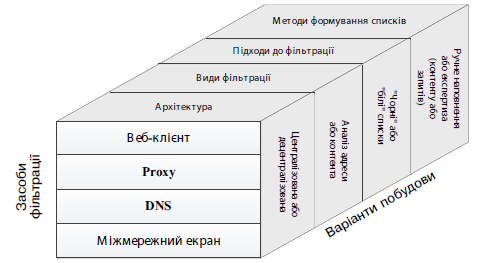 Методи формування списків
Підходи до фільтрації
Види фільтрації
Архітектура
Засоби
фільтрації
Веб-клієнт
Proxy
DNS
Міжмережний екран
Централізована або
децентралізована
Аналіз адреси
або контента
"Чорні" або
"білі" списки
Ручне наповнення
або експертиза
(контенту або
запитів)
Варіанти побудови